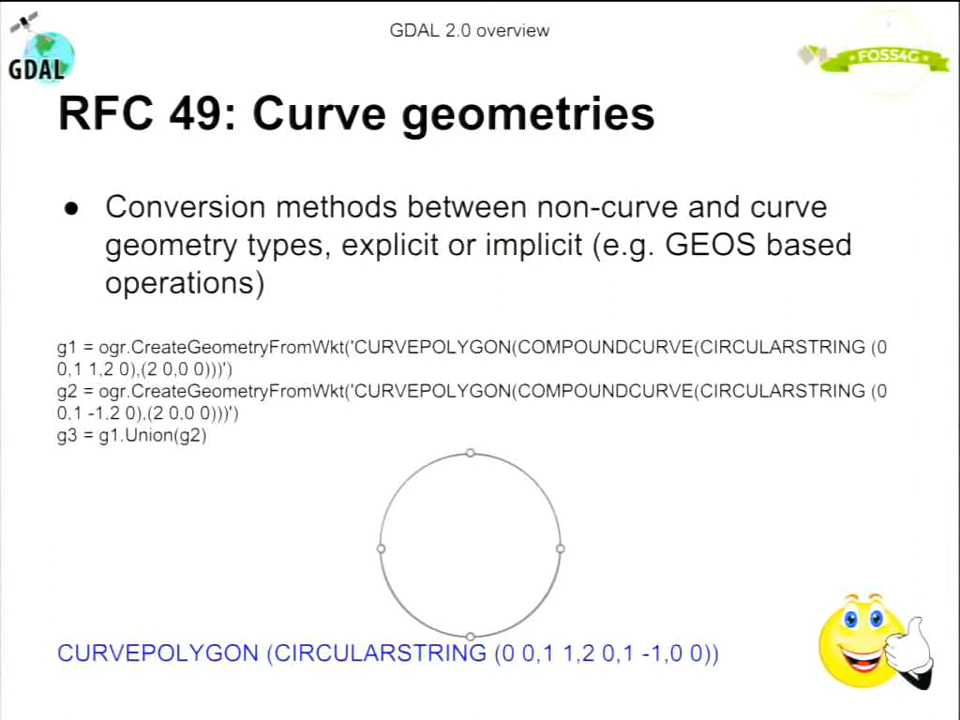 GDAL 2.0 overview
GDAL
FOSS4G
RFC 49: Curve geometries
● Conversion methods between non-curve and curve
geometry types, explicit or implicit (e.g. GEOS based
operations)
g1 = ogr.CreateGeometryFromWkt('CURVEPOLYGON(COMPOUNDCURVE(CIRCULARSTRING (0
0,1 1,2 0),(2 0,0 0)))')
g2 = ogr.CreateGeometryFromWkt('CURVEPOLYGON(COMPOUNDCURVE(CIRCULARSTRING (0
0,1 -1,2 0),(2 0,0 0)))')
g3 = g1.Union(g2)
CURVEPOLYGON (CIRCULARSTRING (0 0,1 1,2 0,1 -1,0 0))